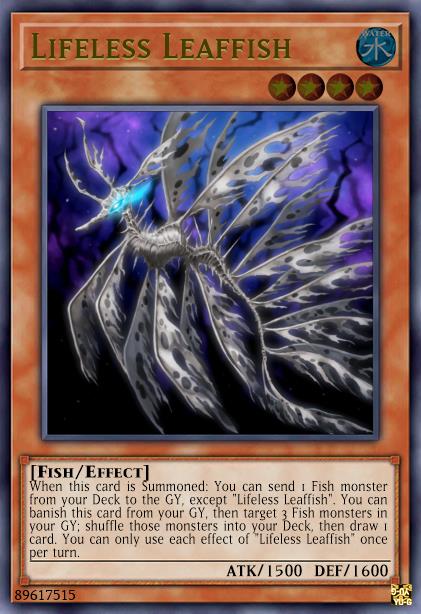 Lifeless Leaffish
WATER
水
[Fish/Effect]
When this card is Summoned: You can send 1 Fish monster
from your Deck to the GY, except "Lifeless Leaffish". You can
banish this card from your GY, then target 3 Fish monsters in
your GY; shuffle those monsters into your Deck, then draw 1
card. You can only use each effect of "Lifeless Leaffish" once
per turn.
ATK/1500 DEF/1600
89617515